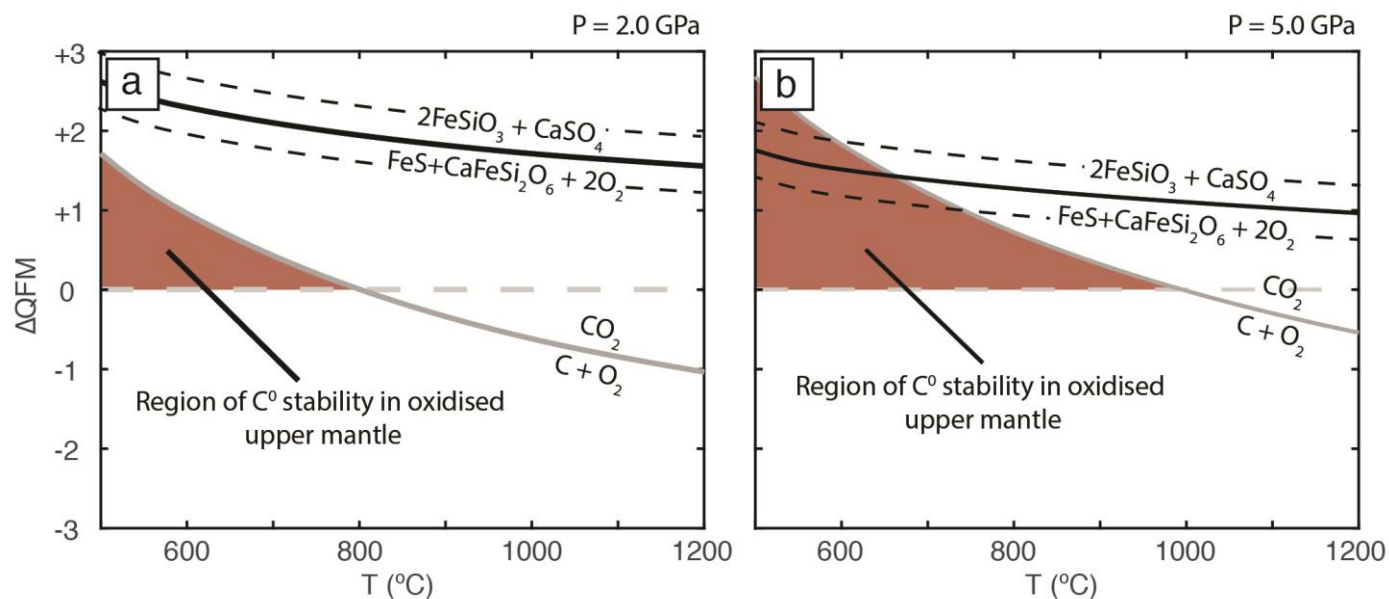 P = 2.0 GPa
P = 5.0 GPa
a
+3
+2
+1
0
-1
-2
-3
ΔQFM
2FeSiO₃ + CaSO₄
FeS+CaFeSi₂O₆ + 2O₂
CO₂
C + O₂
Region of C⁰ stability in oxidised
upper mantle
600
800
1000
1200
T (ºC)
b
2FeSiO₃ + CaSO₄
FeS+CaFeSi₂O₆ + 2O₂
CO₂
C + O₂
Region of C⁰ stability in oxidised
upper mantle
600
800
1000
1200
T (ºC)